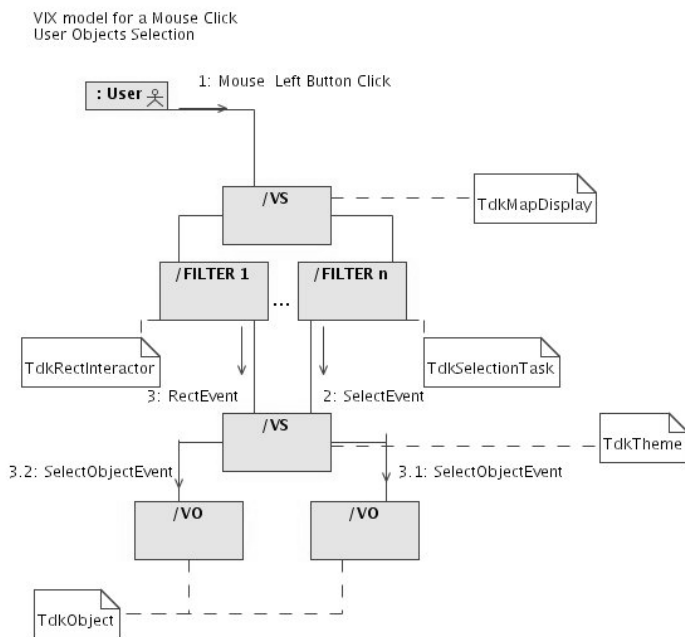 VIX model for a Mouse Click
User Objects Selection
1: Mouse Left Button Click
: User
/VS
TdkMapDisplay
/FILTER 1
...
/FILTER n
TdkRectInteractor
TdkSelectionTask
3: RectEvent
2: SelectEvent
/VS
TdkTheme
3.2: SelectObjectEvent
3.1: SelectObjectEvent
/VO
/VO
TdkObject